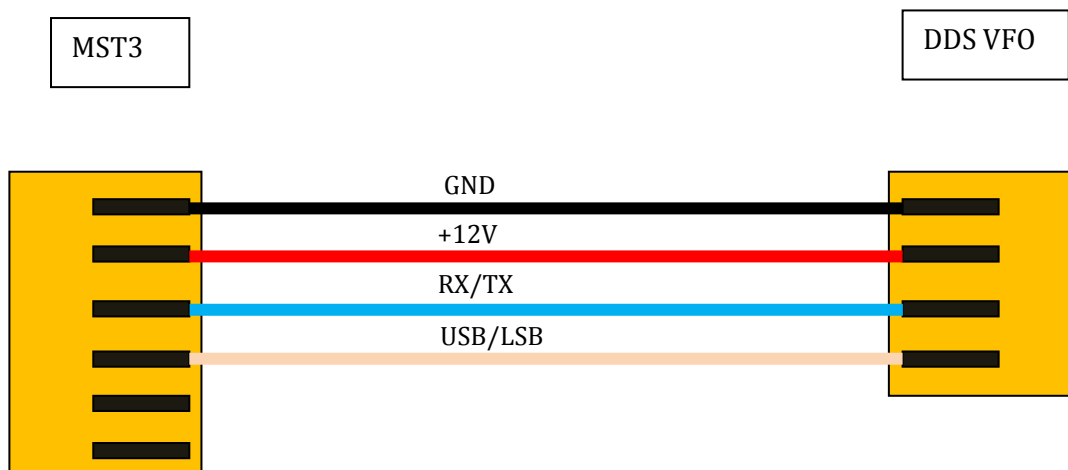 MST3
DDS VFO
GND
+12V
RX/TX
USB/LSB